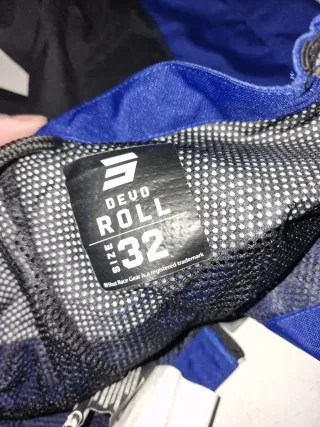 DEVO
ROLL
SIZE 32
®Shot Race Gear is a registered trademark